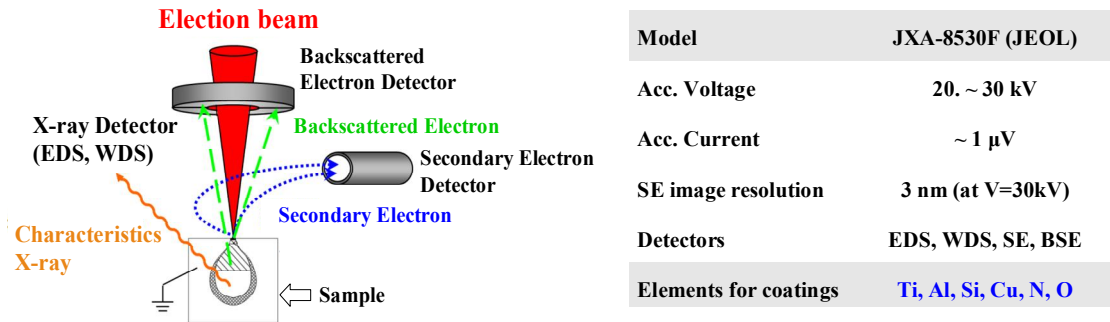 Election beam
Backscattered
Electron Detector
X-ray Detector
(EDS, WDS)
Backscattered Electron
Secondary Electron
Detector
Secondary Electron
Characteristics
X-ray
Sample
Model JXA-8530F (JEOL)
Acc. Voltage 20. ~ 30 kV
Acc. Current ~ 1 μV
SE image resolution 3 nm (at V=30kV)
Detectors EDS, WDS, SE, BSE
Elements for coatings Ti, Al, Si, Cu, N, O